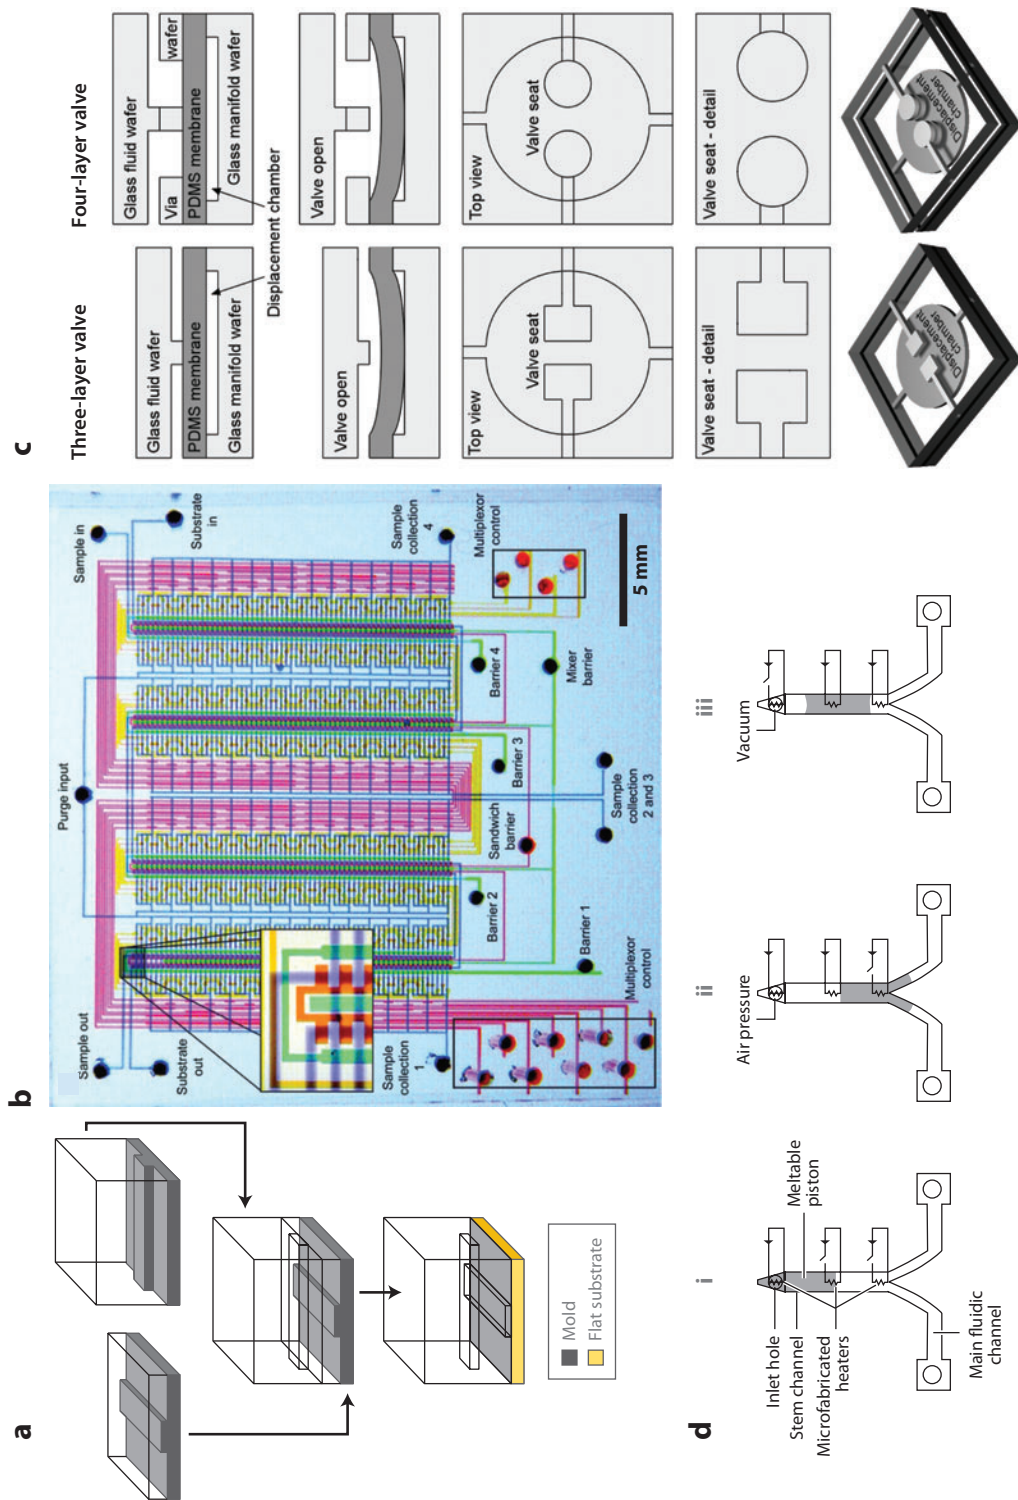 a
Mold
Flat substrate
b
Sample out
Substrate
out
Purge input
Sample in
Substrate
in
Sample
collection
1
Sample
collection
4
Multiplexor
control
Barrier 1
Barrier 2
Sandwich
barrier
Barrier 3
Barrier 4
Mixer
barrier
Sample
collection
2 and 3
Multiplexor
control
5 mm
c
Three-layer valve
Four-layer valve
Glass fluid wafer
PDMS membrane
Glass manifold wafer
Glass fluid wafer
Via
wafer
PDMS membrane
Glass manifold wafer
Displacement chamber
Valve open
Valve open
Top view
Valve seat
Top view
Valve seat
Valve seat - detail
Valve seat - detail
Displacement
chamber
Displacement
chamber
d
i
Inlet hole
Stem channel
Microfabricated
heaters
Meltable
piston
Main fluidic
channel
ii
Air pressure
iii
Vacuum